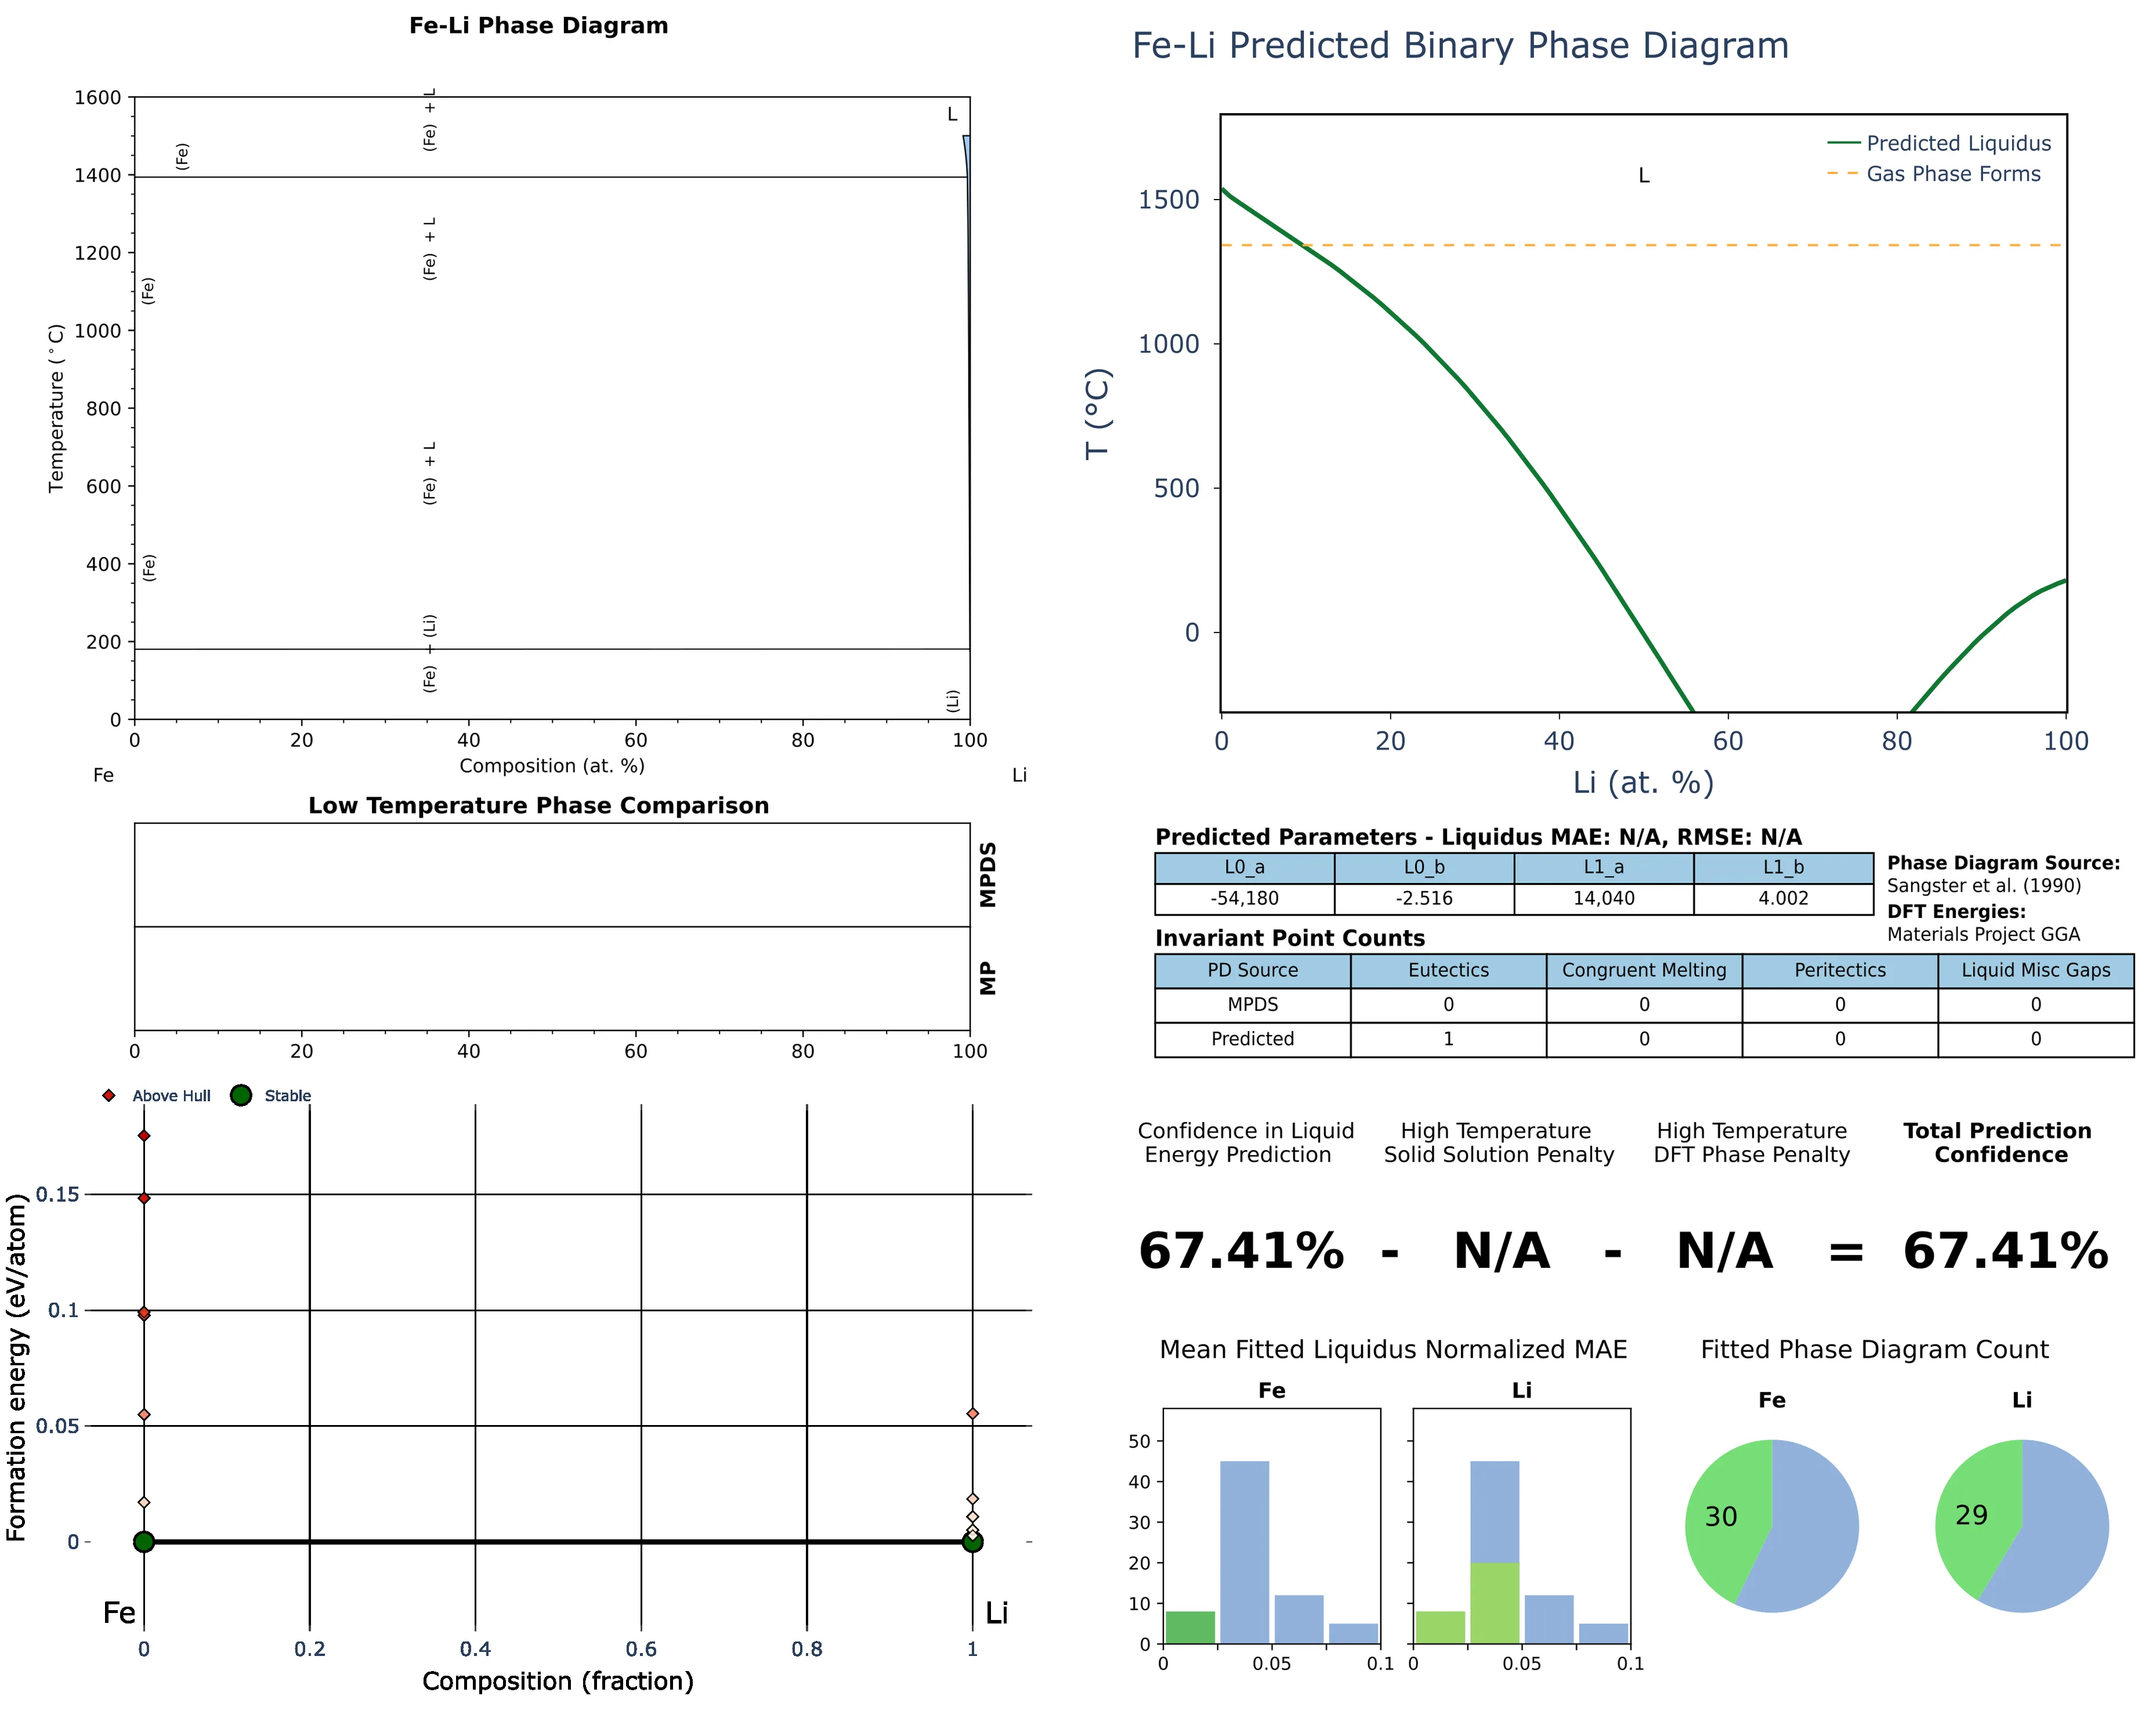 Fe-Li Phase Diagram
1600
1400
1200
1000
800
600
400
200
0
Temperature (°C)
(Fe) + L
(Fe)
L
(Fe) + L
(Fe)
(Fe) + L
(Fe)
(Fe) + (Li)
(Li)
0 20 40 60 80 100
Composition (at. %)
Fe Li
Low Temperature Phase Comparison
MPDS
MP
0 20 40 60 80 100
Above Hull Stable
0.15
0.1
0.05
0
Formation energy (eV/atom)
Fe Li
0 0.2 0.4 0.6 0.8 1
Composition (fraction)
Fe-Li Predicted Binary Phase Diagram
Predicted Liquidus
Gas Phase Forms
L
1500
1000
500
0
T (°C)
0 20 40 60 80 100
Li (at. %)
Predicted Parameters - Liquidus MAE: N/A, RMSE: N/A
L0_a L0_b L1_a L1_b
-54,180 -2.516 14,040 4.002
Phase Diagram Source:
Sangster et al. (1990)
DFT Energies:
Materials Project GGA
Invariant Point Counts
PD Source Eutectics Congruent Melting Peritectics Liquid Misc Gaps
MPDS 0 0 0 0
Predicted 1 0 0 0
Confidence in Liquid
Energy Prediction
High Temperature
Solid Solution Penalty
High Temperature
DFT Phase Penalty
Total Prediction
Confidence
67.41% - N/A - N/A = 67.41%
Mean Fitted Liquidus Normalized MAE
Fe Li
50
40
30
20
10
0
0 0.05 0.1 0 0.05 0.1
Fitted Phase Diagram Count
Fe Li
30 29